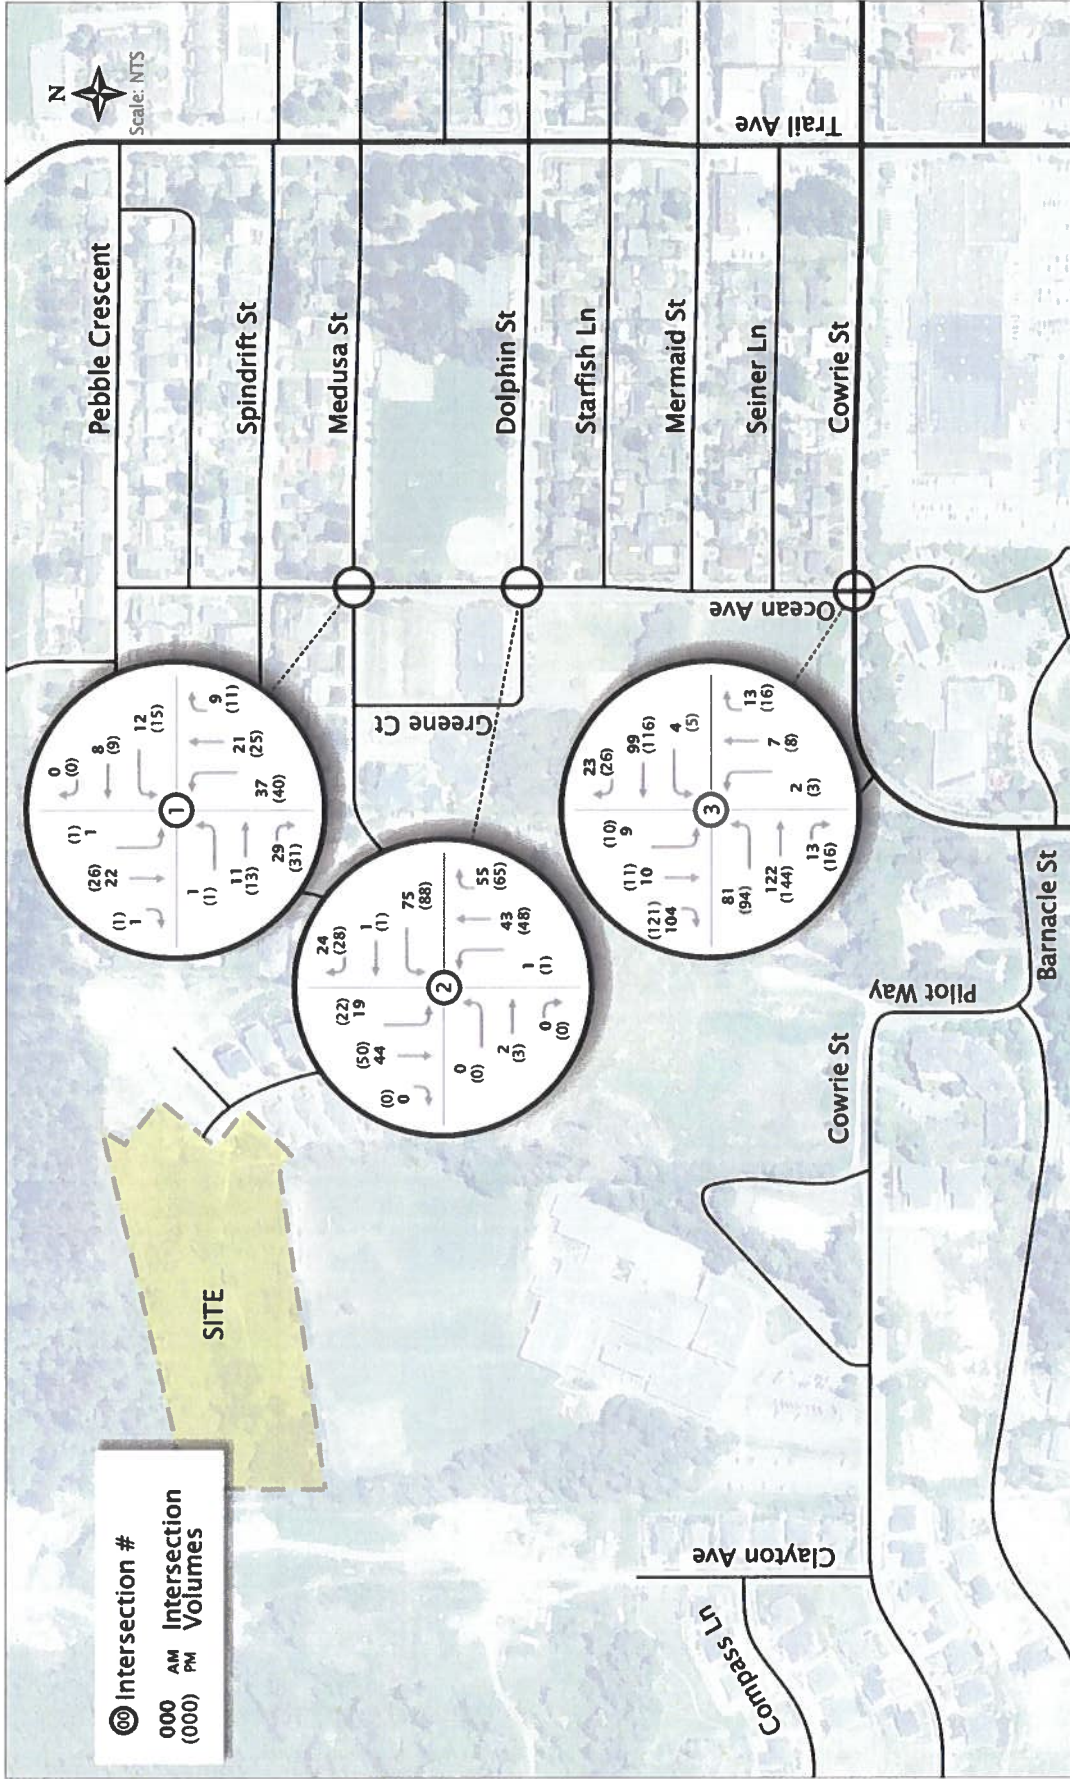 Intersection #
000 AM Intersection
(000) PM Volumes
N
Scale: NTS
SITE
Pebble Crescent
Spindrift St
Medusa St
Dolphin St
Starfish Ln
Mermaid St
Seiner Ln
Cowrie St
Trail Ave
Ocean Ave
Greene Ct
Cowrie St
Pilot Way
Barnacle St
Clayton Ave
Compass Ln
1
(1) 1
(26) 22
(1) 1
0 (0)
8 (9)
12 (15)
1 (1)
11 (13)
29 (31)
37 (40)
21 (25)
9 (11)
2
(0) 0
(50) 44
(22) 19
24 (28)
1 (1)
75 (88)
0 (0)
2 (3)
0 (0)
1 (1)
43 (48)
55 (65)
3
(121) 104
(11) 10
(10) 9
23 (26)
99 (116)
4 (5)
81 (94)
122 (144)
13 (16)
2 (3)
7 (8)
13 (16)